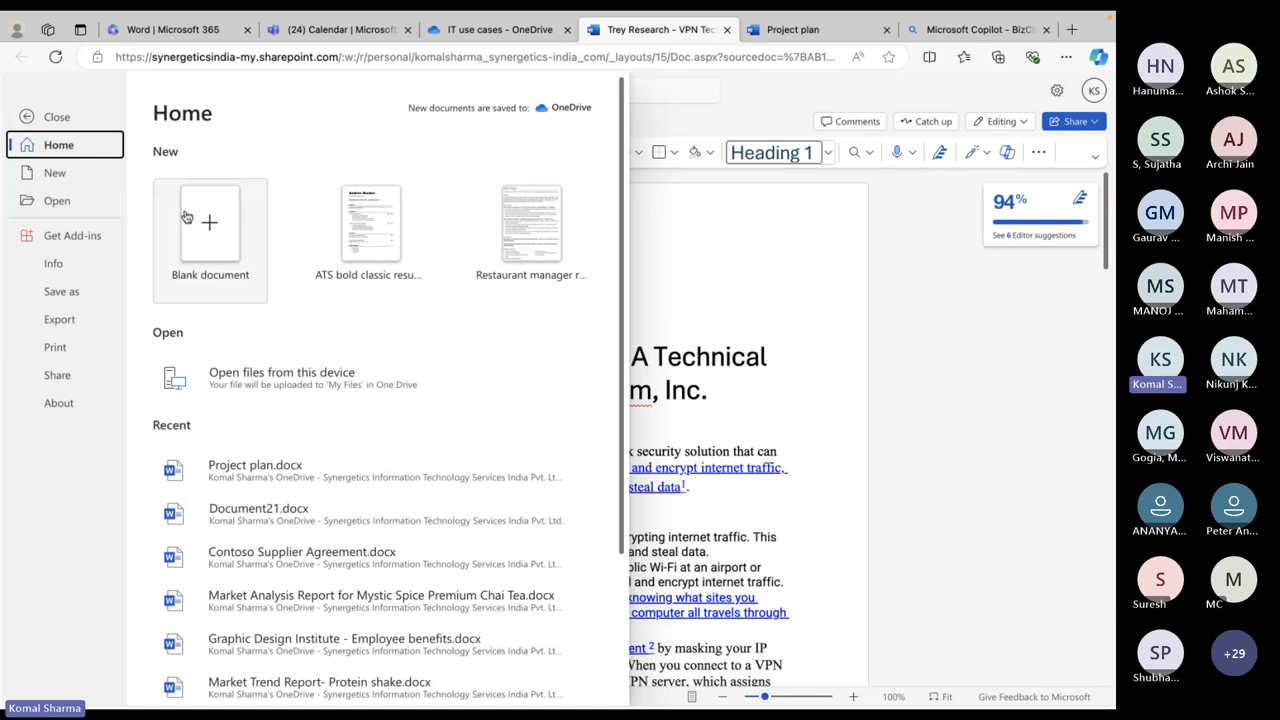 Word | Microsoft 365
(24) Calendar | Microsof
IT use cases - OneDrive
Trey Research - VPN Tec
Project plan
Microsoft Copilot - BizCh
https://synergeticsindia-my.sharepoint.com/:w:/r/personal/komalsharma_synergetics-india_com/_layouts/15/Doc.aspx?sourcedoc=%7BAB1...
Close
Home
New
Open
Get Add-ins
Info
Save as
Export
Print
Share
About
Home
New documents are saved to: OneDrive
New
Blank document
ATS bold classic resu...
Restaurant manager r...
Open
Open files from this device
Your file will be uploaded to 'My Files' in One Drive
Recent
Project plan.docx
Komal Sharma's OneDrive - Synergetics Information Technology Services India Pvt. Lt...
Document21.docx
Komal Sharma's OneDrive - Synergetics Information Technology Services India Pvt. Ltd.
Contoso Supplier Agreement.docx
Komal Sharma's OneDrive - Synergetics Information Technology Services India Pvt. Lt...
Market Analysis Report for Mystic Spice Premium Chai Tea.docx
Komal Sharma's OneDrive - Synergetics Information Technology Services India Pvt. Lt...
Graphic Design Institute - Employee benefits.docx
Komal Sharma's OneDrive - Synergetics Information Technology Services India Pvt. Lt...
Market Trend Report- Protein shake.docx
Komal Sharma's OneDrive - Synergetics Information Technology Services India Pvt. Lt...
KS
Comments
Catch up
Editing
Share
Heading 1
94%
See 6 Editor suggestions
A Technical
m, Inc.
k security solution that can
and encrypt internet traffic,
steal data1.
rypting internet traffic. This
and steal data.
blic Wi-Fi at an airport or
l and encrypt internet traffic.
knowing what sites you
computer all travels through
ent 2 by masking your IP
When you connect to a VPN
VPN server, which assigns
100%
Fit
Give Feedback to Microsoft
HN
Hanuma...
AS
Ashok S...
SS
S, Sujatha
AJ
Archi Jain
GM
Gaurav ...
MP
Manish ...
MS
MANOJ ...
MT
Maham...
KS
Komal S...
NK
Nikunj K...
MG
Gogia, M...
VM
Viswanat...
ANANYA...
Peter An...
S
Suresh
M
MC
SP
Shubha...
+29
Komal Sharma